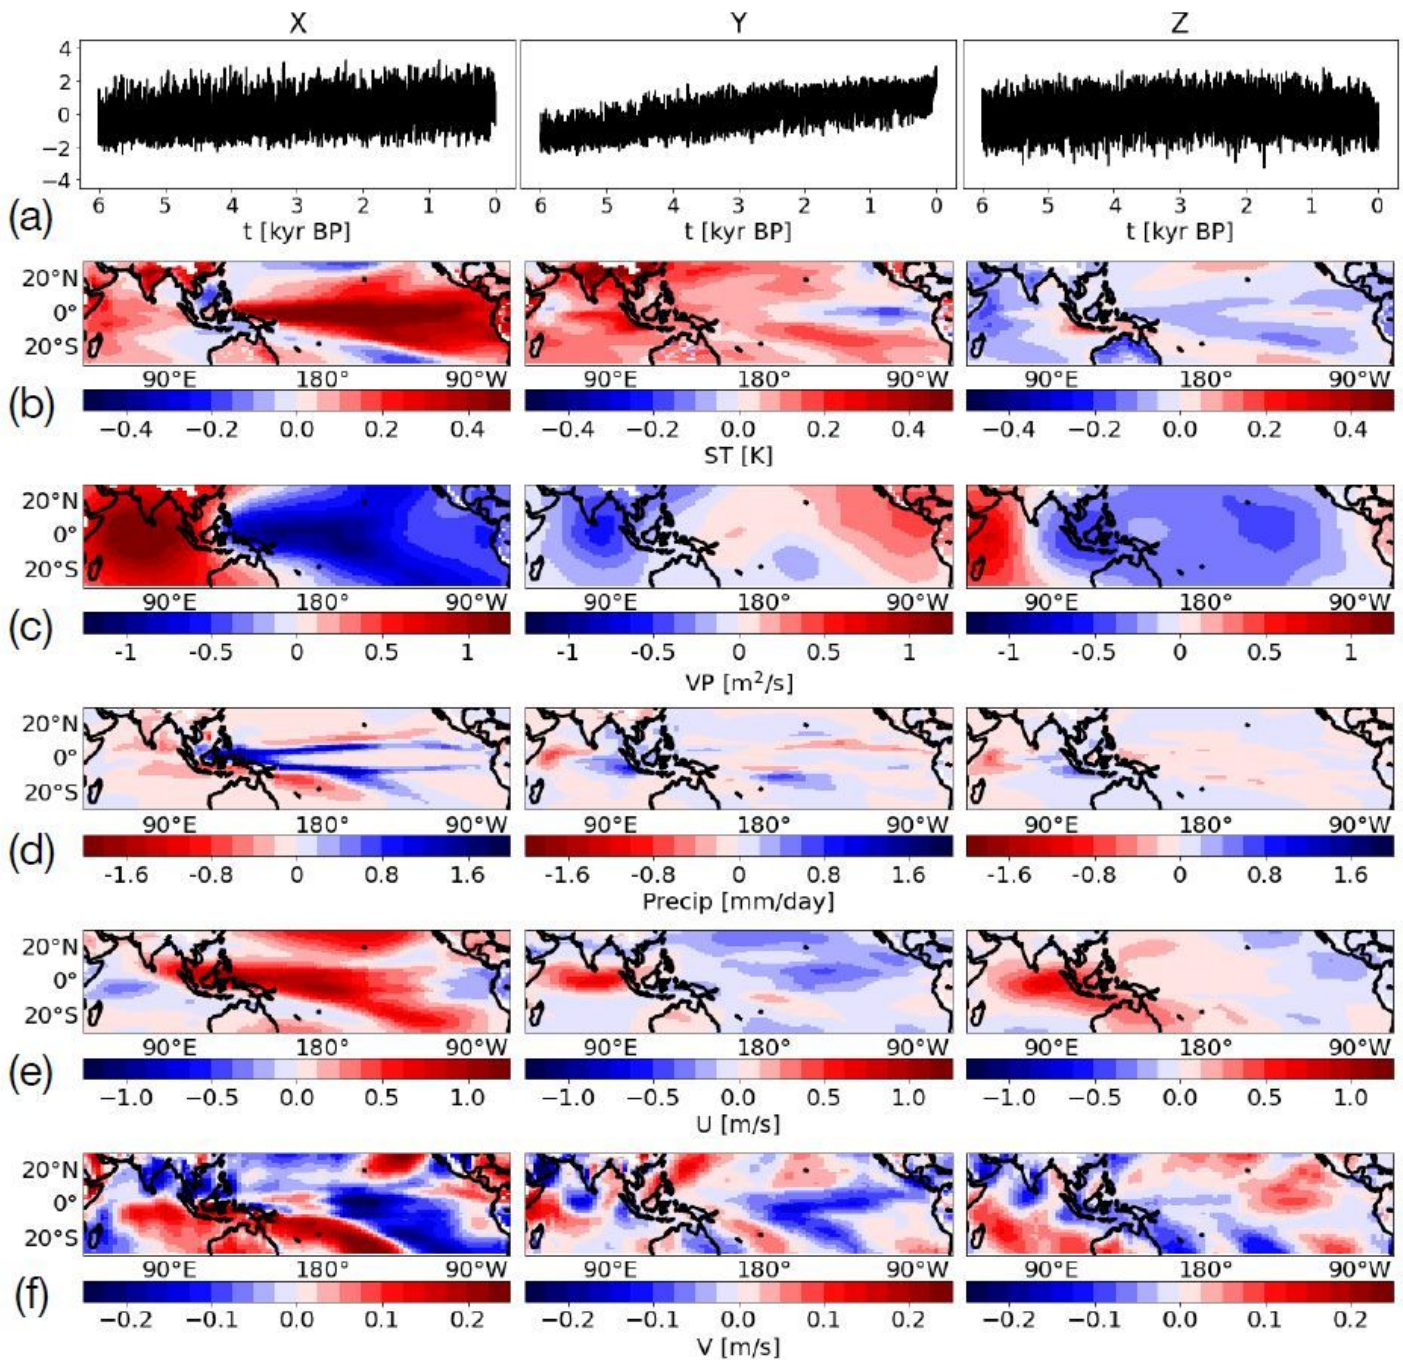 X Y Z
4
2
0
−2
−4
6 5 4 3 2 1 0 6 5 4 3 2 1 0 6 5 4 3 2 1 0
(a) t [kyr BP] t [kyr BP] t [kyr BP]
20°N
0°
20°S
90°E 180° 90°W 90°E 180° 90°W 90°E 180° 90°W
(b)
−0.4 −0.2 0.0 0.2 0.4 −0.4 −0.2 0.0 0.2 0.4 −0.4 −0.2 0.0 0.2 0.4
ST [K]
20°N
0°
20°S
90°E 180° 90°W 90°E 180° 90°W 90°E 180° 90°W
(c)
-1 -0.5 0 0.5 1 -1 -0.5 0 0.5 1 -1 -0.5 0 0.5 1
VP [m²/s]
20°N
0°
20°S
90°E 180° 90°W 90°E 180° 90°W 90°E 180° 90°W
(d)
-1.6 -0.8 0 0.8 1.6 -1.6 -0.8 0 0.8 1.6 -1.6 -0.8 0 0.8 1.6
Precip [mm/day]
20°N
0°
20°S
90°E 180° 90°W 90°E 180° 90°W 90°E 180° 90°W
(e)
−1.0 −0.5 0.0 0.5 1.0 −1.0 −0.5 0.0 0.5 1.0 −1.0 −0.5 0.0 0.5 1.0
U [m/s]
20°N
0°
20°S
90°E 180° 90°W 90°E 180° 90°W 90°E 180° 90°W
(f)
−0.2 −0.1 0.0 0.1 0.2 −0.2 −0.1 0.0 0.1 0.2 −0.2 −0.1 0.0 0.1 0.2
V [m/s]